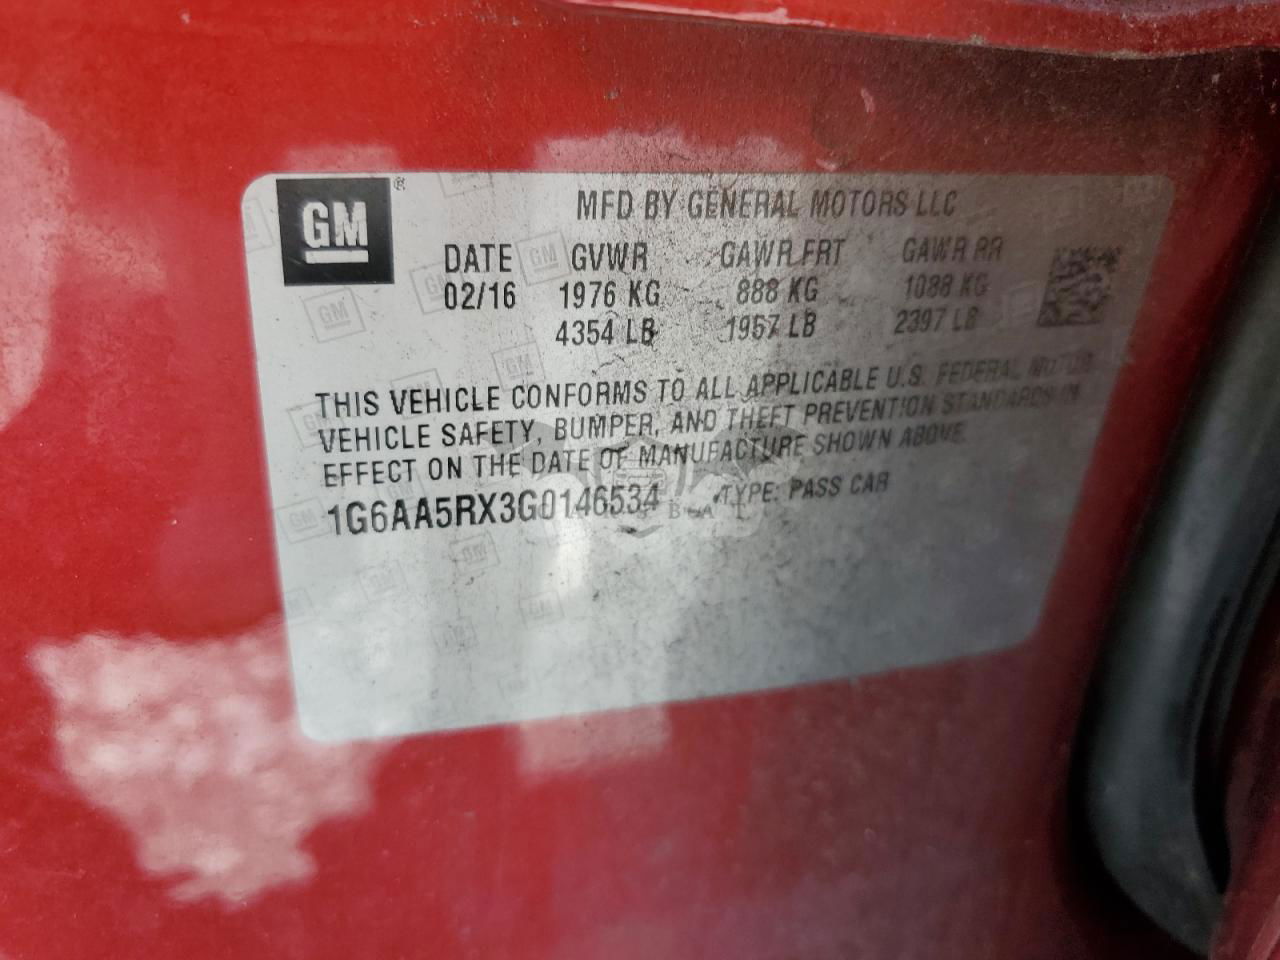 GM ®
MFD BY GENERAL MOTORS LLC
DATE GVWR GAWR FRT GAWR RR
02/16 1976 KG 888 KG 1088 KG
4354 LB 1957 LB 2397 LB
THIS VEHICLE CONFORMS TO ALL APPLICABLE U.S. FEDERAL MOTOR
VEHICLE SAFETY, BUMPER, AND THEFT PREVENTION STANDARDS IN
EFFECT ON THE DATE OF MANUFACTURE SHOWN ABOVE.
1G6AA5RX3G0146534 TYPE: PASS CAR